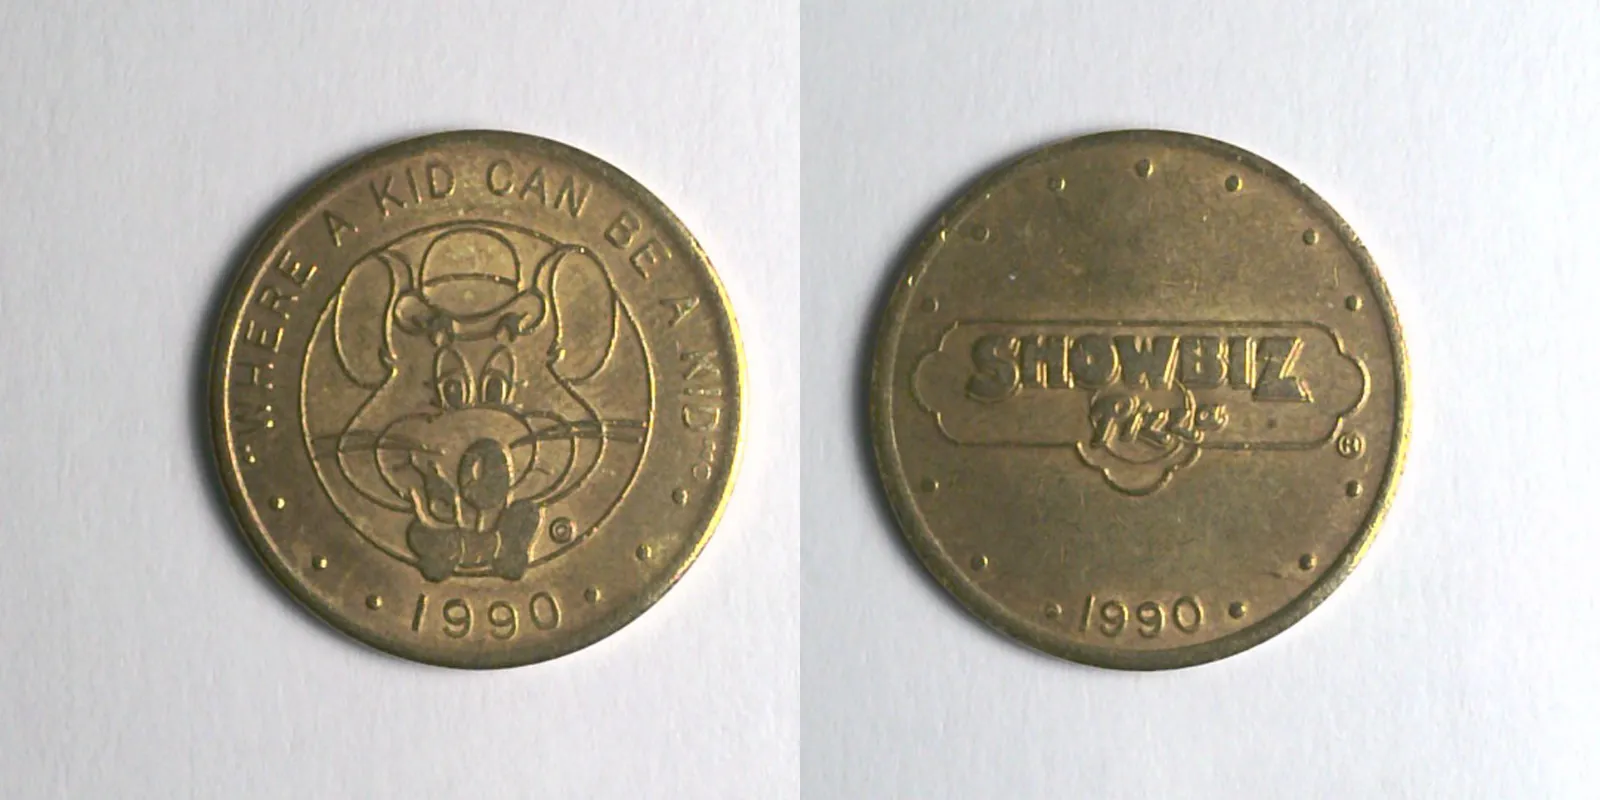 "WHERE A KID CAN BE A KID"®
©
1990
SHOWBIZ
Pizza
®
1990